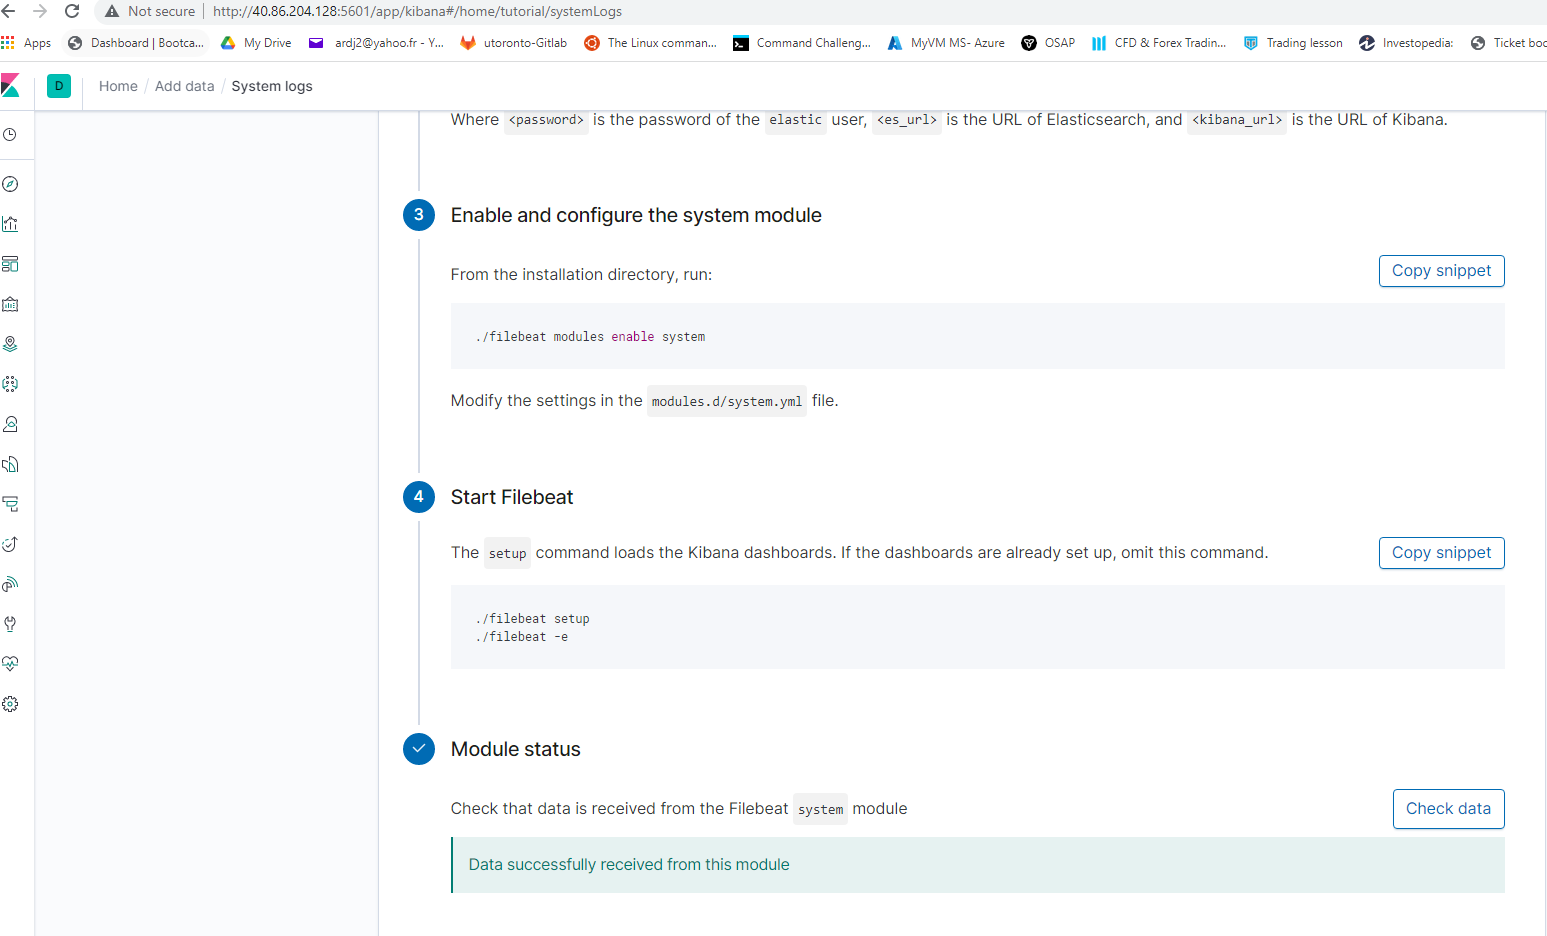 Not secure http://40.86.204.128:5601/app/kibana#/home/tutorial/systemLogs
Apps Dashboard | Bootca... My Drive ardj2@yahoo.fr - Y... utoronto-Gitlab The Linux comman... Command Challeng... MyVM MS- Azure OSAP CFD & Forex Tradin... Trading lesson Investopedia: Ticket boo
D Home / Add data / System logs
Where <password> is the password of the elastic user, <es_url> is the URL of Elasticsearch, and <kibana_url> is the URL of Kibana.
3 Enable and configure the system module
From the installation directory, run: Copy snippet
./filebeat modules enable system
Modify the settings in the modules.d/system.yml file.
4 Start Filebeat
The setup command loads the Kibana dashboards. If the dashboards are already set up, omit this command. Copy snippet
./filebeat setup
./filebeat -e
Module status
Check that data is received from the Filebeat system module Check data
Data successfully received from this module